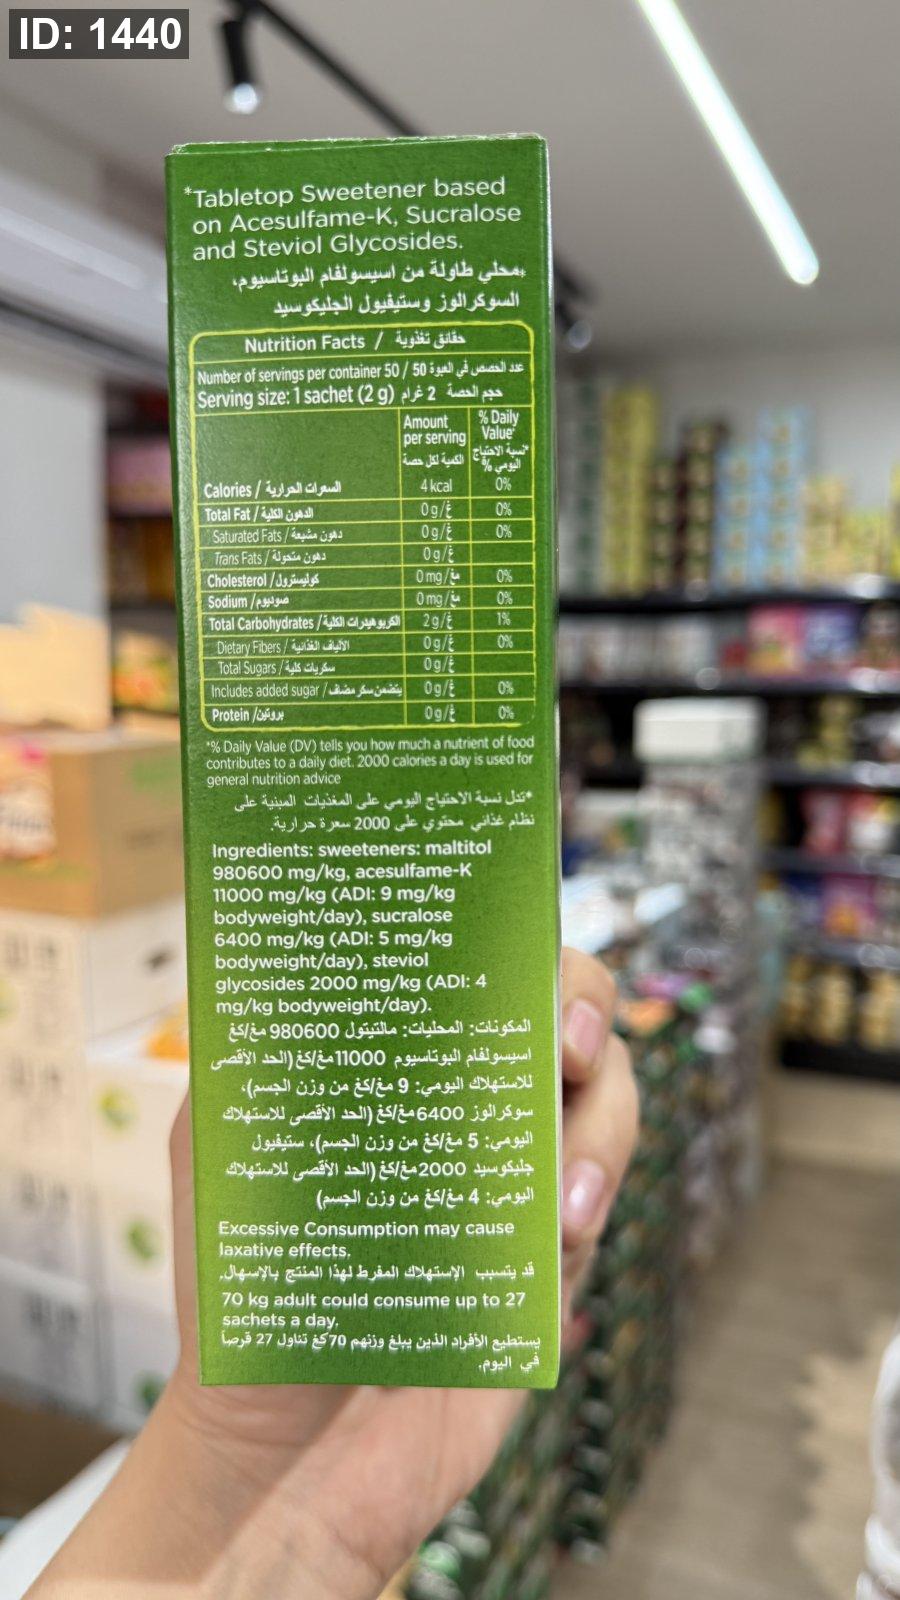 ID: 1440
*Tabletop Sweetener based
on Acesulfame-K, Sucralose
and Steviol Glycosides.
*محلي طاولة من اسيسولفام البوتاسيوم،
السوكرالوز وستيفيول الجليكوسيد
Nutrition Facts / حقائق تغذوية
Number of servings per container 50 / 50 عدد الحصص في العبوة
Serving size: 1 sachet (2 g) حجم الحصة 2 غرام
Amount per serving الكمية لكل حصة
% Daily Value* *نسبة الاحتياج اليومي %
Calories / السعرات الحرارية 4 kcal 0%
Total Fat / الدهون الكلية 0 g/غ 0%
Saturated Fats / دهون مشبعة 0 g/غ 0%
Trans Fats / دهون متحولة 0 g/غ
Cholesterol / كوليسترول 0 mg/مغ 0%
Sodium / صوديوم 0 mg/مغ 0%
Total Carbohydrates / الكربوهيدرات الكلية 2 g/غ 1%
Dietary Fibers / الألياف الغذائية 0 g/غ 0%
Total Sugars / سكريات كلية 0 g/غ
Includes added sugar / يتضمن سكر مضاف 0 g/غ 0%
Protein / بروتين 0 g/غ 0%
*% Daily Value (DV) tells you how much a nutrient of food
contributes to a daily diet. 2000 calories a day is used for
general nutrition advice
*تدل نسبة الاحتياج اليومي على المغذيات المبنية على
نظام غذائي محتوي على 2000 سعرة حرارية.
Ingredients: sweeteners: maltitol
980600 mg/kg, acesulfame-K
11000 mg/kg (ADI: 9 mg/kg
bodyweight/day), sucralose
6400 mg/kg (ADI: 5 mg/kg
bodyweight/day), steviol
glycosides 2000 mg/kg (ADI: 4
mg/kg bodyweight/day).
المكونات: المحليات: مالتيتول 980600 مغ/كغ
اسيسولفام البوتاسيوم 11000مغ/كغ (الحد الأقصى
للاستهلاك اليومي: 9 مغ/كغ من وزن الجسم)،
سوكرالوز 6400مغ/كغ (الحد الأقصى للاستهلاك
اليومي: 5 مغ/كغ من وزن الجسم)، ستيفيول
جليكوسيد 2000مغ/كغ (الحد الأقصى للاستهلاك
اليومي: 4 مغ/كغ من وزن الجسم)
Excessive Consumption may cause
laxative effects.
قد يتسبب الإستهلاك المفرط لهذا المنتج بالإسهال.
70 kg adult could consume up to 27
sachets a day.
يستطيع الأفراد الذين يبلغ وزنهم 70كغ تناول 27 قرصاً
في اليوم.